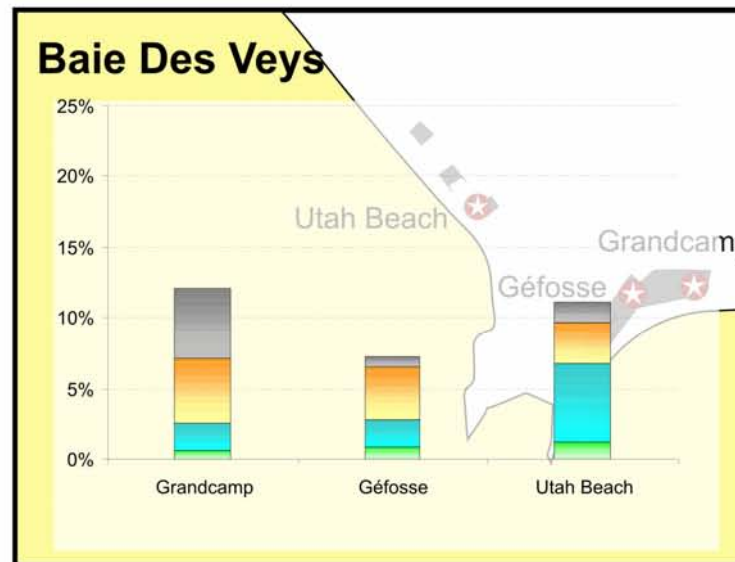 Baie Des Veys
25%
20%
15%
10%
5%
0%
Utah Beach
Grandcam
Géfosse
Grandcamp
Géfosse
Utah Beach